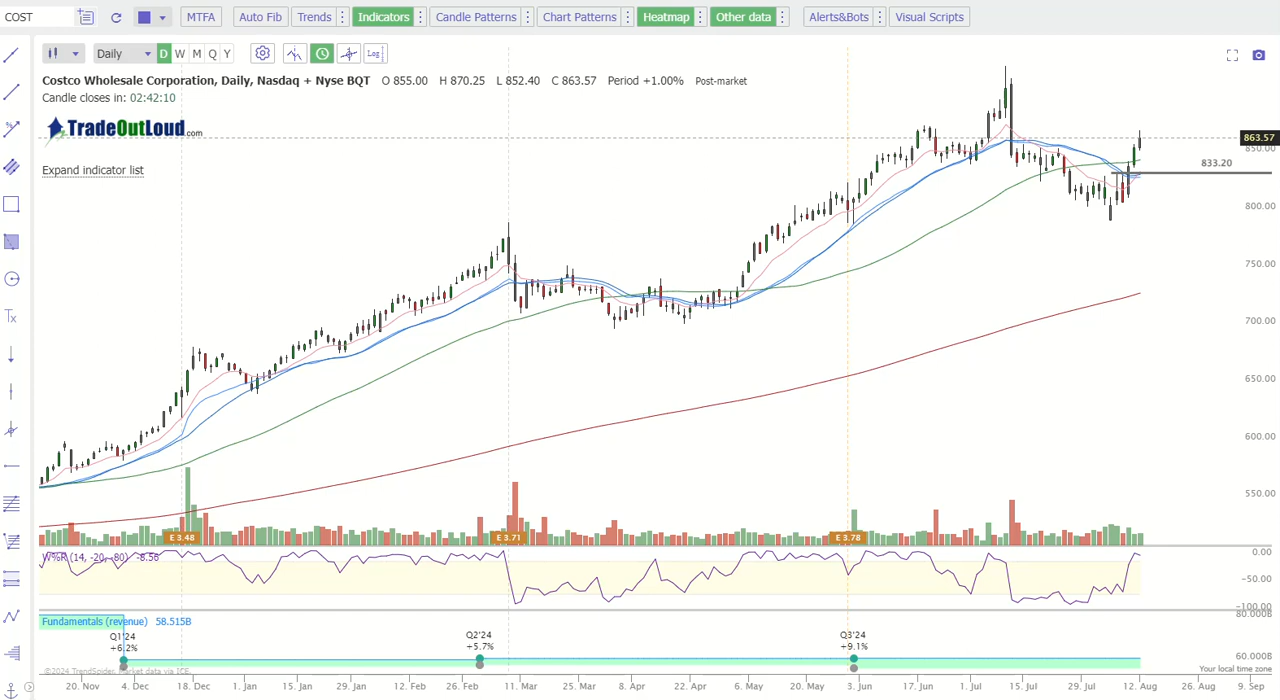 COST
MTFA
Auto Fib
Trends
Indicators
Candle Patterns
Chart Patterns
Heatmap
Other data
Alerts&Bots
Visual Scripts
Daily D W M Q Y
Log
Costco Wholesale Corporation, Daily, Nasdaq + Nyse BQT O 855.00 H 870.25 L 852.40 C 863.57 Period +1.00% Post-market
Candle closes in: 02:42:10
TradeOutLoud.com
Expand indicator list
863.57
850.00
833.20
800.00
750.00
700.00
650.00
600.00
550.00
E 3.48
E 3.71
E 3.78
W%R (14, -20, -80) -8.56
0.00
-50.00
-100.00
80.000B
Fundamentals (revenue) 58.515B
Q1'24
+6.2%
Q2'24
+5.7%
Q3'24
+9.1%
60.000B
©2024 TrendSpider. Market data via ICE.
Your local time zone
20. Nov 4. Dec 18. Dec 1. Jan 15. Jan 29. Jan 12. Feb 26. Feb 11. Mar 25. Mar 8. Apr 22. Apr 6. May 20. May 3. Jun 17. Jun 1. Jul 15. Jul 29. Jul 12. Aug 26. Aug 9. Sep
Tx